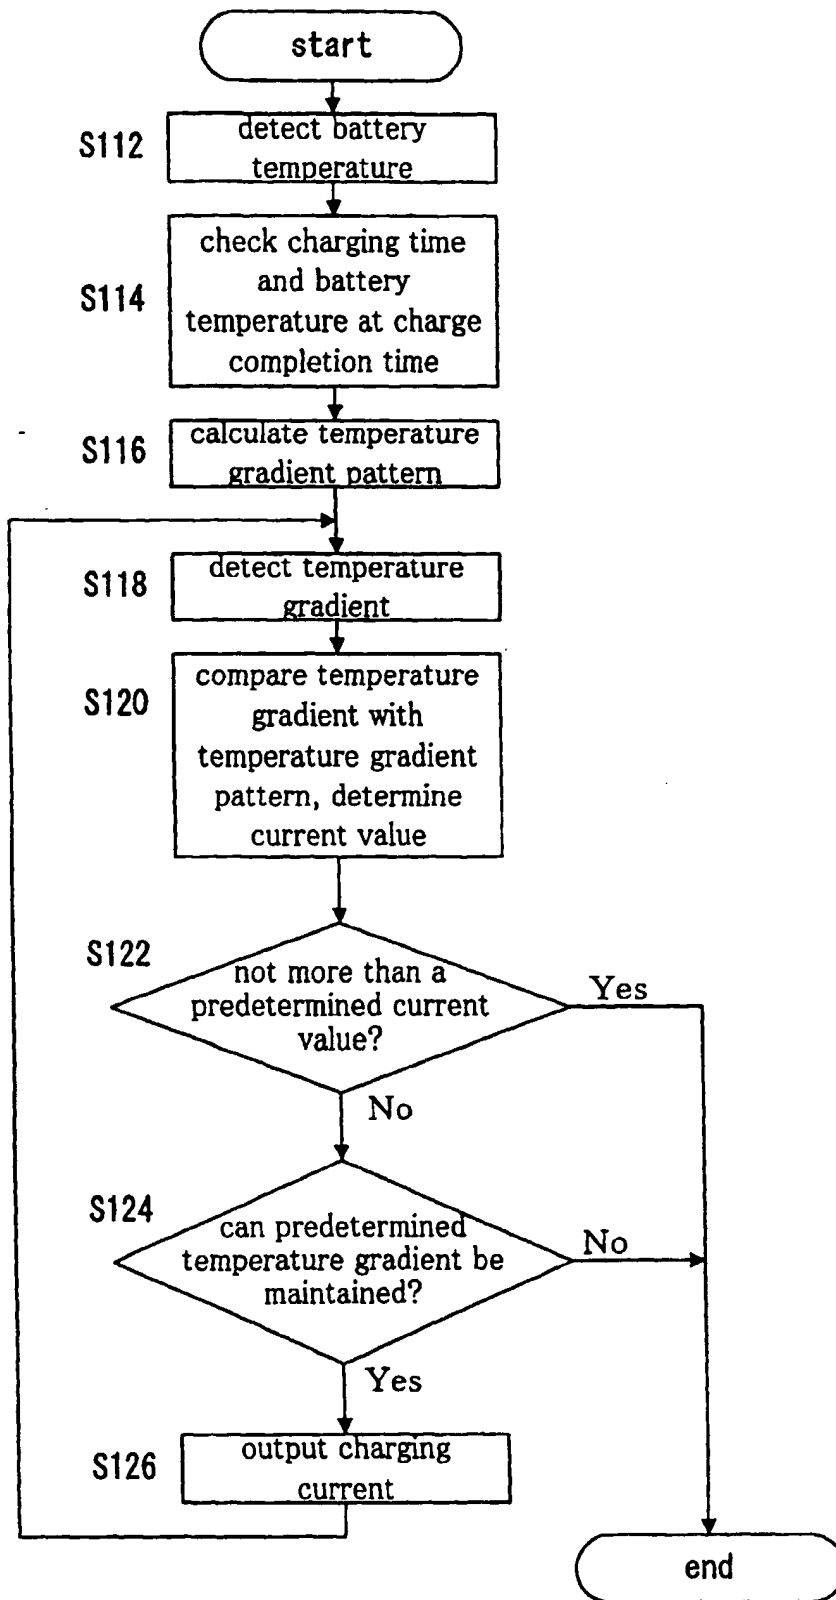 start
S112
detect battery
temperature
S114
check charging time
and battery
temperature at charge
completion time
S116
calculate temperature
gradient pattern
S118
detect temperature
gradient
S120
compare temperature
gradient with
temperature gradient
pattern, determine
current value
S122
not more than a
predetermined current
value?
Yes
No
S124
can predetermined
temperature gradient be
maintained?
No
Yes
S126
output charging
current
end